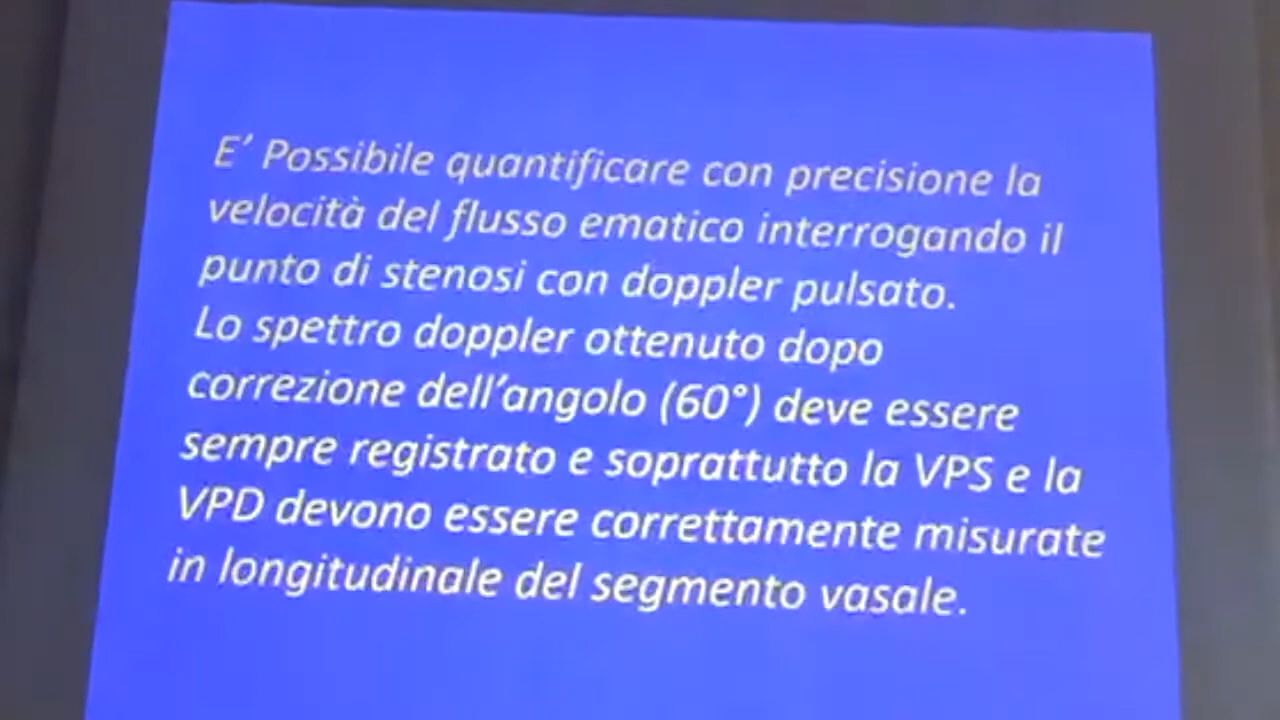 E’ Possibile quantificare con precisione la
velocità del flusso ematico interrogando il
punto di stenosi con doppler pulsato.
Lo spettro doppler ottenuto dopo
correzione dell’angolo (60°) deve essere
sempre registrato e soprattutto la VPS e la
VPD devono essere correttamente misurate
in longitudinale del segmento vasale.